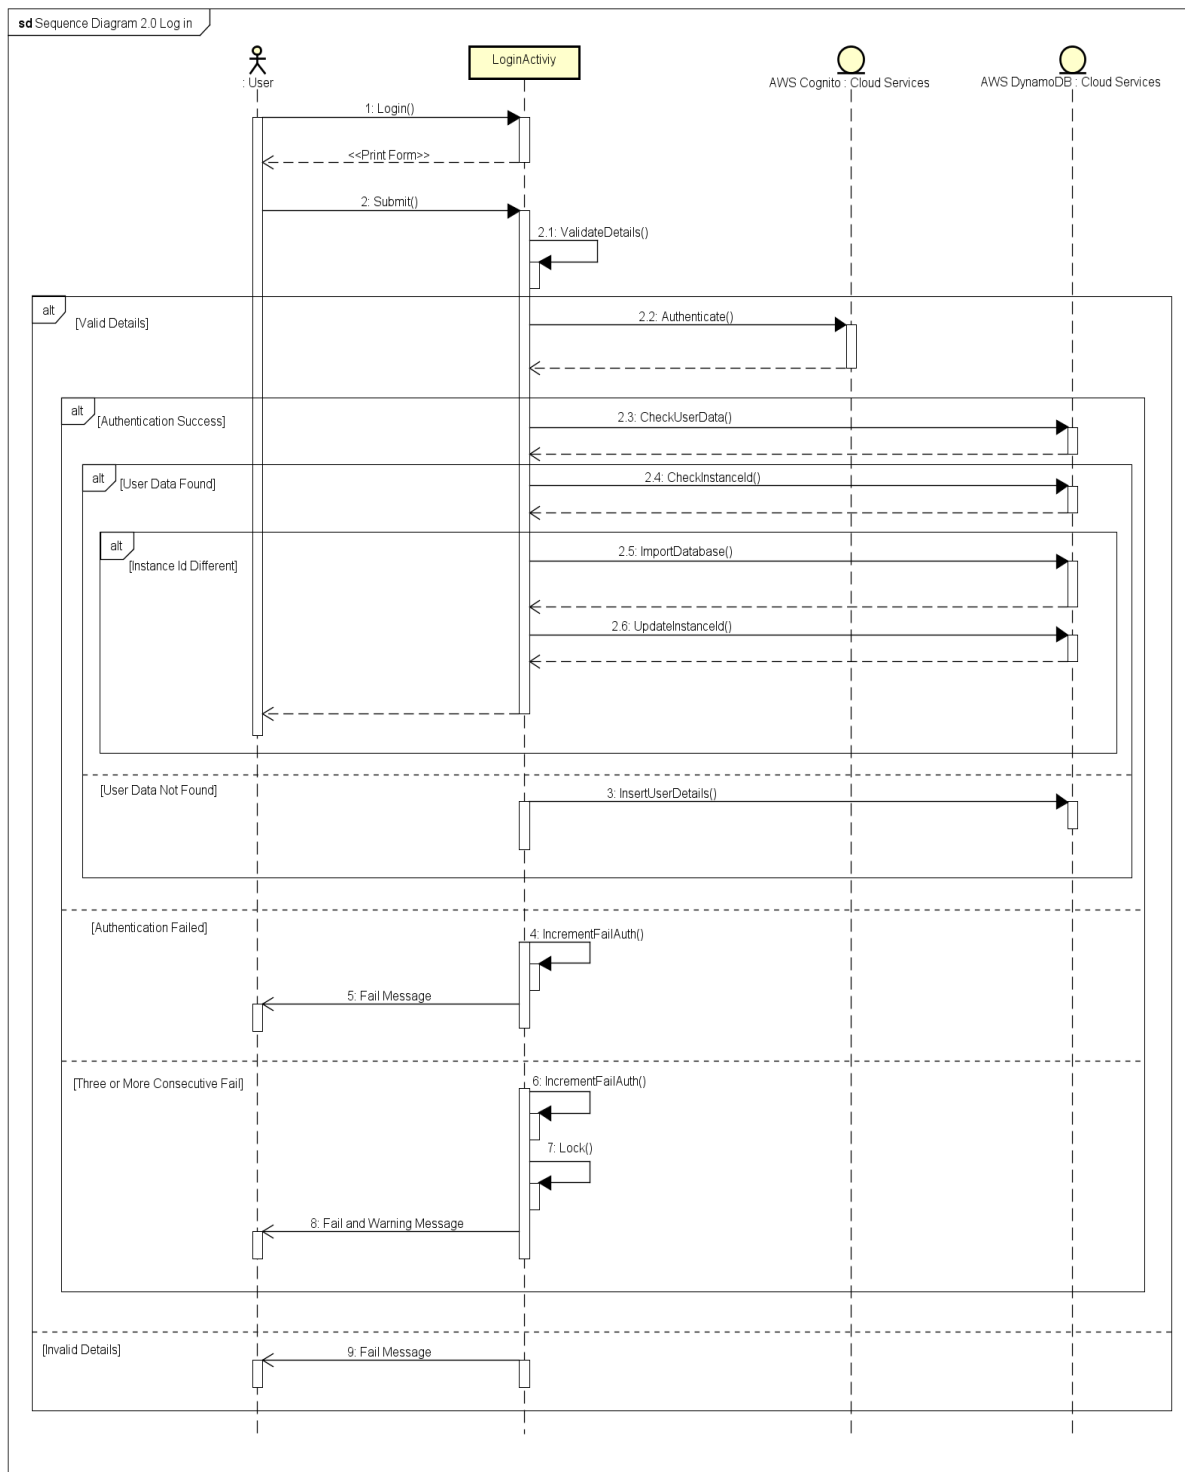 sd Sequence Diagram 2.0 Log in
: User
LoginActiviy
AWS Cognito : Cloud Services
AWS DynamoDB : Cloud Services
1: Login()
<<Print Form>>
2: Submit()
2.1: ValidateDetails()
alt
[Valid Details]
2.2: Authenticate()
alt
[Authentication Success]
2.3: CheckUserData()
alt
[User Data Found]
2.4: CheckInstanceId()
alt
[Instance Id Different]
2.5: ImportDatabase()
2.6: UpdateInstanceId()
[User Data Not Found]
3: InsertUserDetails()
[Authentication Failed]
4: IncrementFailAuth()
5: Fail Message
[Three or More Consecutive Fail]
6: IncrementFailAuth()
7: Lock()
8: Fail and Warning Message
[Invalid Details]
9: Fail Message